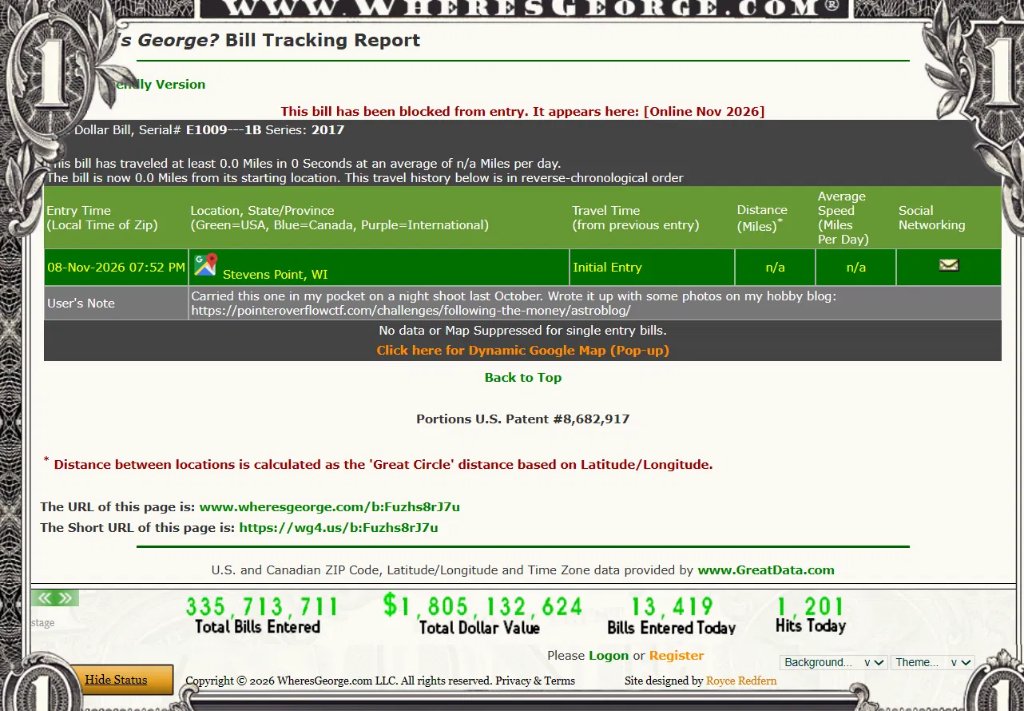 WWW.WHERESGEORGE.COM®
's George? Bill Tracking Report
endly Version
This bill has been blocked from entry. It appears here: [Online Nov 2026]
Dollar Bill, Serial# E1009---1B Series: 2017
his bill has traveled at least 0.0 Miles in 0 Seconds at an average of n/a Miles per day.
The bill is now 0.0 Miles from its starting location. This travel history below is in reverse-chronological order
Entry Time
(Local Time of Zip)
Location, State/Province
(Green=USA, Blue=Canada, Purple=International)
Travel Time
(from previous entry)
Distance
(Miles)*
Average
Speed
(Miles
Per Day)
Social
Networking
08-Nov-2026 07:52 PM
Stevens Point, WI
Initial Entry
n/a
n/a
User's Note
Carried this one in my pocket on a night shoot last October. Wrote it up with some photos on my hobby blog:
https://pointeroverflowctf.com/challenges/following-the-money/astroblog/
No data or Map Suppressed for single entry bills.
Click here for Dynamic Google Map (Pop-up)
Back to Top
Portions U.S. Patent #8,682,917
* Distance between locations is calculated as the 'Great Circle' distance based on Latitude/Longitude.
The URL of this page is: www.wheresgeorge.com/b:Fuzhs8rJ7u
The Short URL of this page is: https://wg4.us/b:Fuzhs8rJ7u
U.S. and Canadian ZIP Code, Latitude/Longitude and Time Zone data provided by www.GreatData.com
stage
335,713,711
Total Bills Entered
$1,805,132,624
Total Dollar Value
13,419
Bills Entered Today
1,201
Hits Today
Please Logon or Register
Background... v
Theme... v
Hide Status
Copyright © 2026 WheresGeorge.com LLC. All rights reserved. Privacy & Terms
Site designed by Royce Redfern